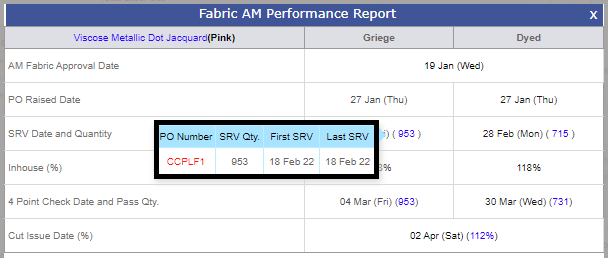 Fabric AM Performance Report X
Viscose Metallic Dot Jacquard(Pink) Griege Dyed
AM Fabric Approval Date 19 Jan (Wed)
PO Raised Date 27 Jan (Thu) 27 Jan (Thu)
SRV Date and Quantity ) ( 953 ) 28 Feb (Mon) ( 715 )
PO Number SRV Qty. First SRV Last SRV
CCPLF1 953 18 Feb 22 18 Feb 22
Inhouse (%) % 118%
4 Point Check Date and Pass Qty. 04 Mar (Fri) (953) 30 Mar (Wed) (731)
Cut Issue Date (%) 02 Apr (Sat) (112%)